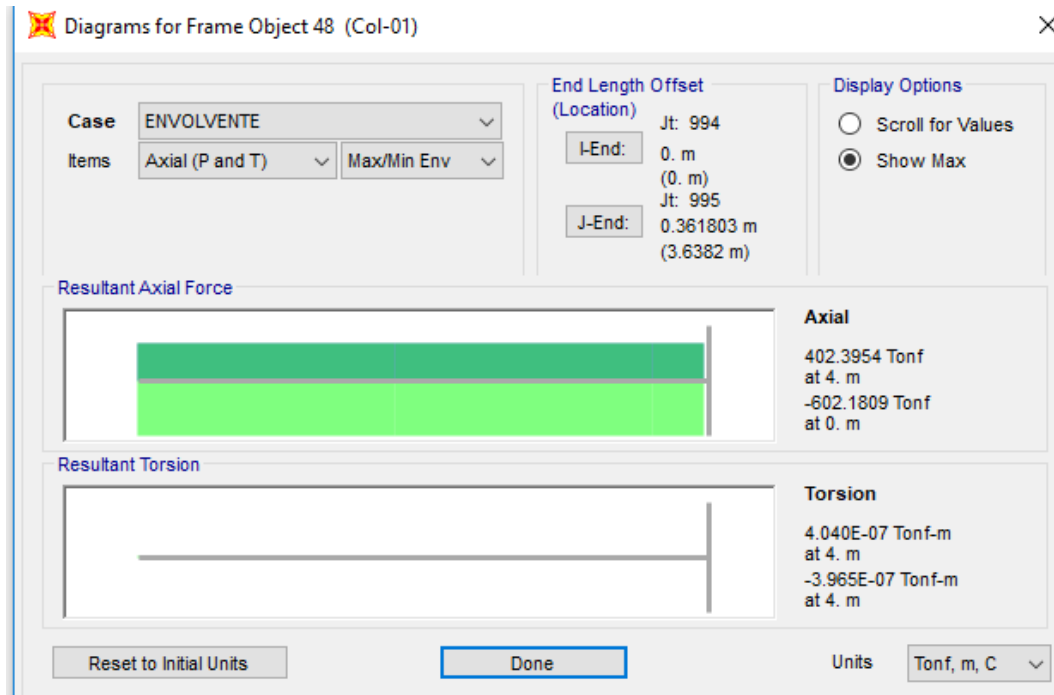 Diagrams for Frame Object 48 (Col-01)
Case ENVOLVENTE
Items Axial (P and T) Max/Min Env
End Length Offset
(Location)
I-End:
Jt: 994
0. m
(0. m)
J-End:
Jt: 995
0.361803 m
(3.6382 m)
Display Options
Scroll for Values
Show Max
Resultant Axial Force
Axial
402.3954 Tonf
at 4. m
-602.1809 Tonf
at 0. m
Resultant Torsion
Torsion
4.040E-07 Tonf-m
at 4. m
-3.965E-07 Tonf-m
at 4. m
Reset to Initial Units
Done
Units Tonf, m, C